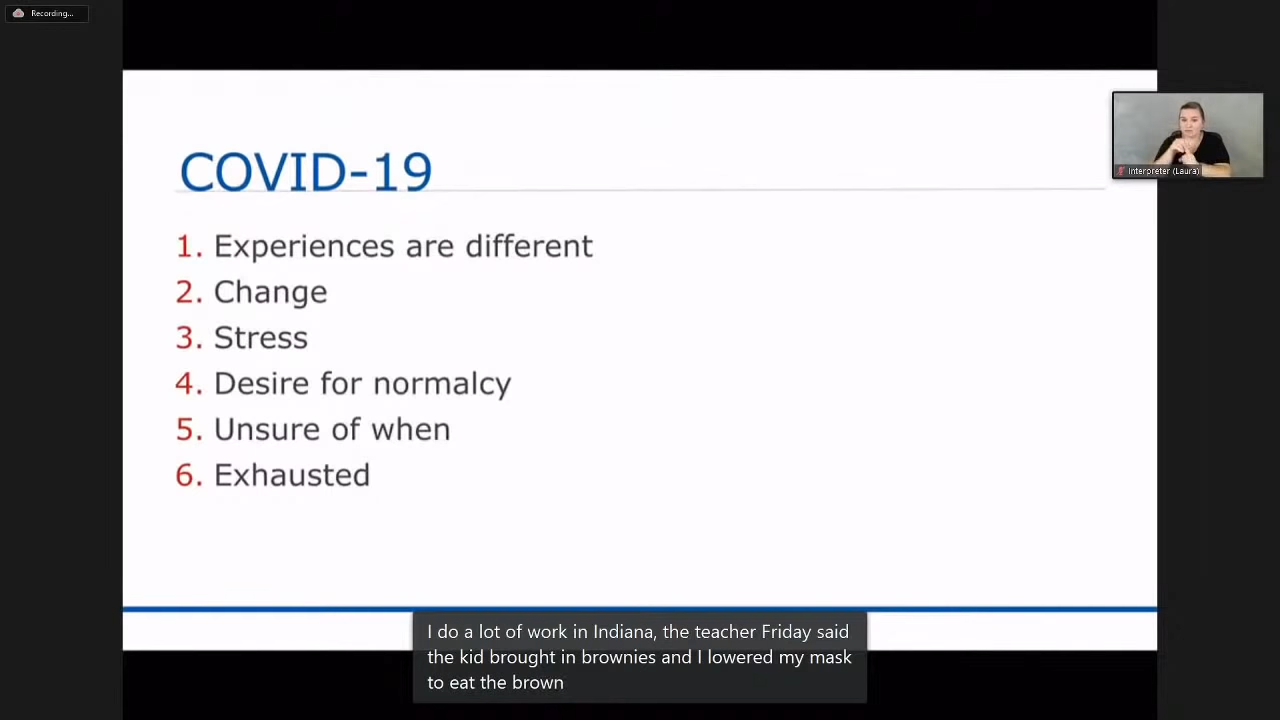 Recording...
COVID-19
1. Experiences are different
2. Change
3. Stress
4. Desire for normalcy
5. Unsure of when
6. Exhausted
Interpreter (Laura)
I do a lot of work in Indiana, the teacher Friday said
the kid brought in brownies and I lowered my mask
to eat the brown